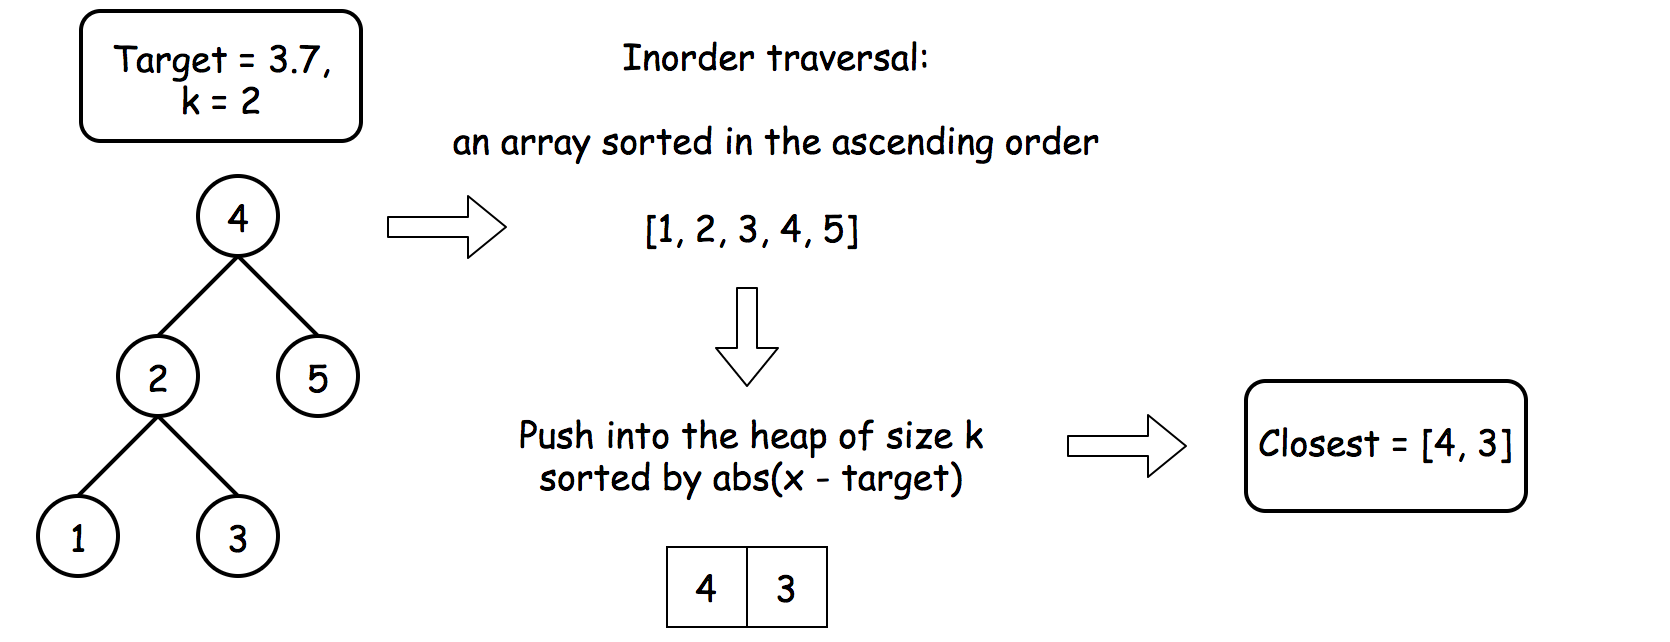 Target = 3.7,
k = 2
Inorder traversal:
an array sorted in the ascending order
[1, 2, 3, 4, 5]
4
2
5
1
3
Push into the heap of size k
sorted by abs(x - target)
4 3
Closest = [4, 3]